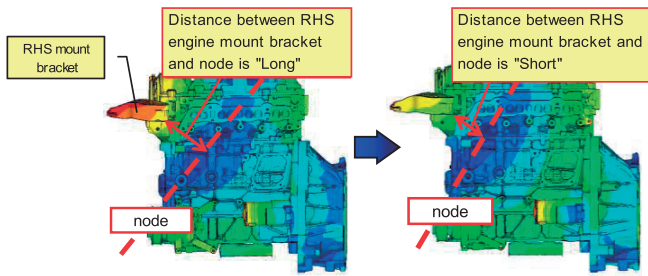 RHS mount
bracket
Distance between RHS
engine mount bracket
and node is "Long"
node
Distance between RHS
engine mount bracket and
node is "Short"
node